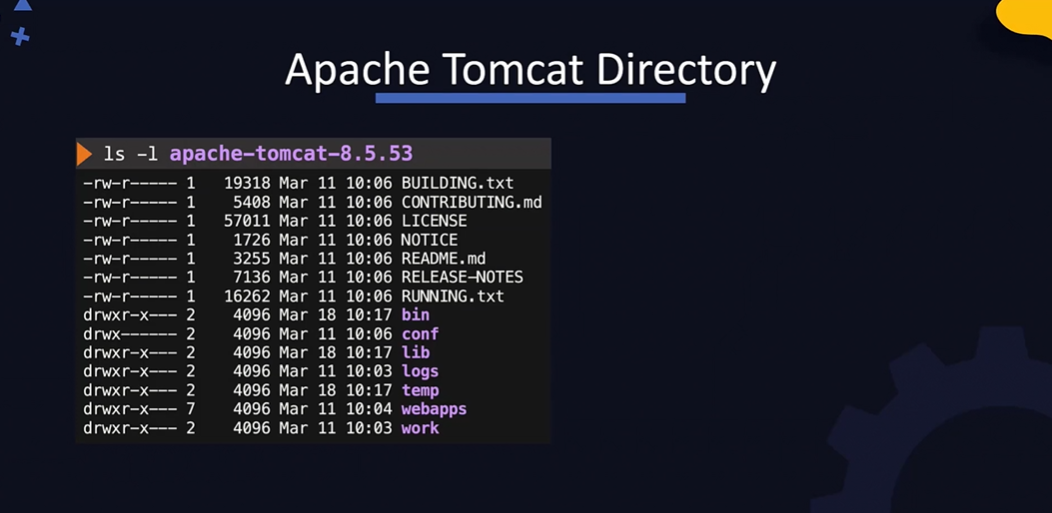 Apache Tomcat Directory
ls -l apache-tomcat-8.5.53
-rw-r----- 1 19318 Mar 11 10:06 BUILDING.txt
-rw-r----- 1 5408 Mar 11 10:06 CONTRIBUTING.md
-rw-r----- 1 57011 Mar 11 10:06 LICENSE
-rw-r----- 1 1726 Mar 11 10:06 NOTICE
-rw-r----- 1 3255 Mar 11 10:06 README.md
-rw-r----- 1 7136 Mar 11 10:06 RELEASE-NOTES
-rw-r----- 1 16262 Mar 11 10:06 RUNNING.txt
drwxr-x--- 2 4096 Mar 18 10:17 bin
drwx------ 2 4096 Mar 11 10:06 conf
drwxr-x--- 2 4096 Mar 18 10:17 lib
drwxr-x--- 2 4096 Mar 11 10:03 logs
drwxr-x--- 2 4096 Mar 18 10:17 temp
drwxr-x--- 7 4096 Mar 11 10:04 webapps
drwxr-x--- 2 4096 Mar 11 10:03 work